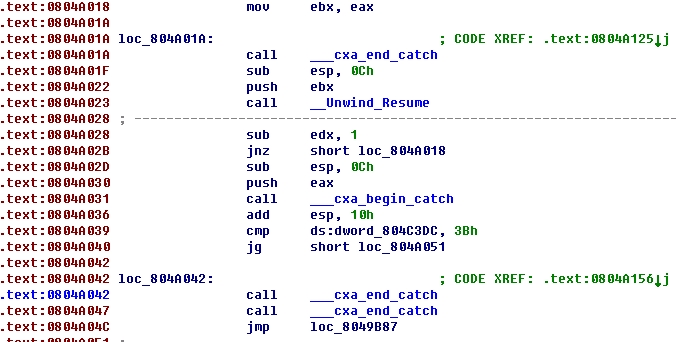 .text:0804A018 mov ebx, eax
.text:0804A01A
.text:0804A01A loc_804A01A: ; CODE XREF: .text:0804A125↓j
.text:0804A01A call ___cxa_end_catch
.text:0804A01F sub esp, 0Ch
.text:0804A022 push ebx
.text:0804A023 call __Unwind_Resume
.text:0804A028 ; ---------------------------------------------------------------------------
.text:0804A028 sub edx, 1
.text:0804A02B jnz short loc_804A018
.text:0804A02D sub esp, 0Ch
.text:0804A030 push eax
.text:0804A031 call ___cxa_begin_catch
.text:0804A036 add esp, 10h
.text:0804A039 cmp ds:dword_804C3DC, 3Bh
.text:0804A040 jg short loc_804A051
.text:0804A042
.text:0804A042 loc_804A042: ; CODE XREF: .text:0804A156↓j
.text:0804A042 call ___cxa_end_catch
.text:0804A047 call ___cxa_end_catch
.text:0804A04C jmp loc_8049B87